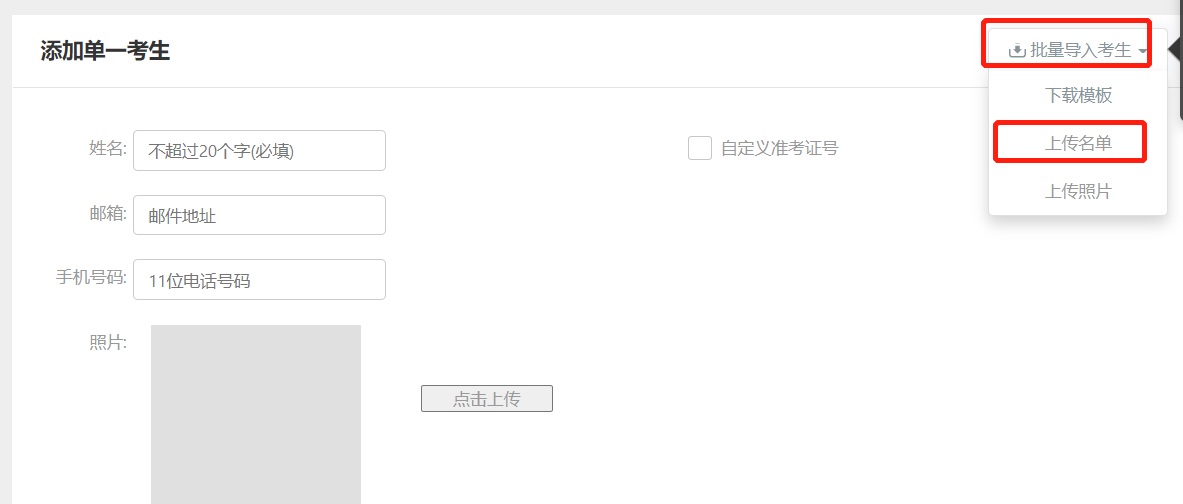 添加单一考生
批量导入考生
下载模板
上传名单
上传照片
姓名: 不超过20个字(必填)
自定义准考证号
邮箱: 邮件地址
手机号码: 11位电话号码
照片:
点击上传